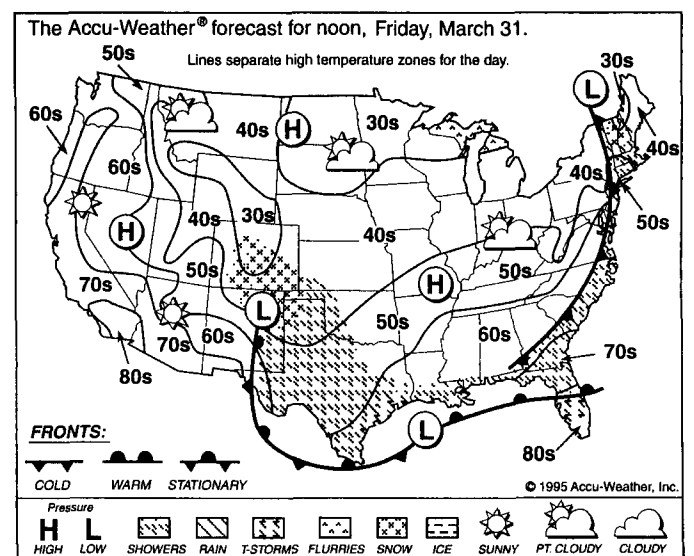 The Accu-Weather® forecast for noon, Friday, March 31.
Lines separate high temperature zones for the day.
50s
30s
60s
40s
30s
H
L
60s
40s
40s
40s
30s
40s
50s
H
50s
H
50s
70s
L
50s
60s
70s
60s
70s
80s
L
80s
FRONTS:
COLD WARM STATIONARY
© 1995 Accu-Weather, Inc.
Pressure
H L
HIGH LOW SHOWERS RAIN T-STORMS FLURRIES SNOW ICE SUNNY PT. CLOUDY CLOUDY